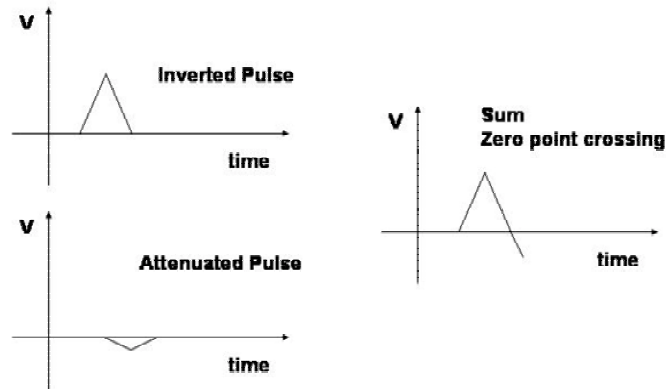 V
Inverted Pulse
time
V
Attenuated Pulse
time
V
Sum
Zero point crossing
time